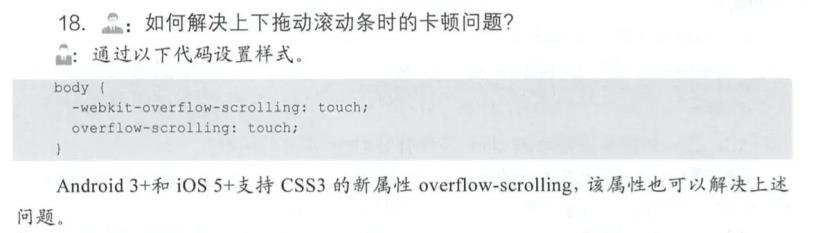 18. ：如何解决上下拖动滚动条时的卡顿问题？
：通过以下代码设置样式。
body {
-webkit-overflow-scrolling: touch;
overflow-scrolling: touch;
}
Android 3+和 iOS 5+支持 CSS3 的新属性 overflow-scrolling, 该属性也可以解决上述
问题。